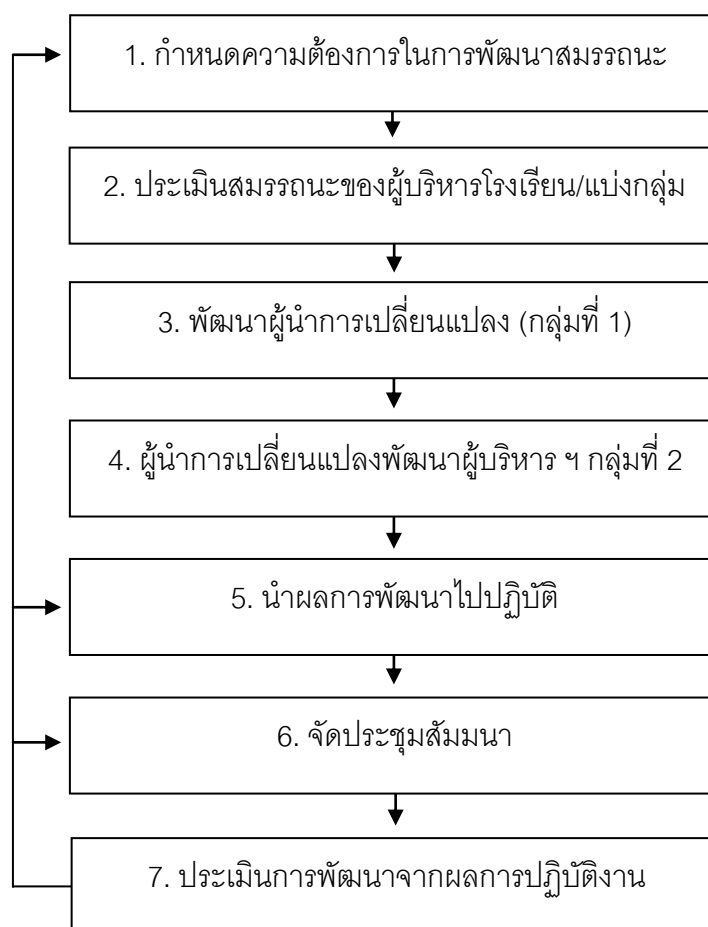 1. กำหนดความต้องการในการพัฒนาสมรรถนะ
2. ประเมินสมรรถนะของผู้บริหารโรงเรียน/แบ่งกลุ่ม
3. พัฒนาผู้นำการเปลี่ยนแปลง (กลุ่มที่ 1)
4. ผู้นำการเปลี่ยนแปลงพัฒนาผู้บริหาร ฯ กลุ่มที่ 2
5. นำผลการพัฒนาไปปฏิบัติ
6. จัดประชุมสัมมนา
7. ประเมินการพัฒนาจากผลการปฏิบัติงาน